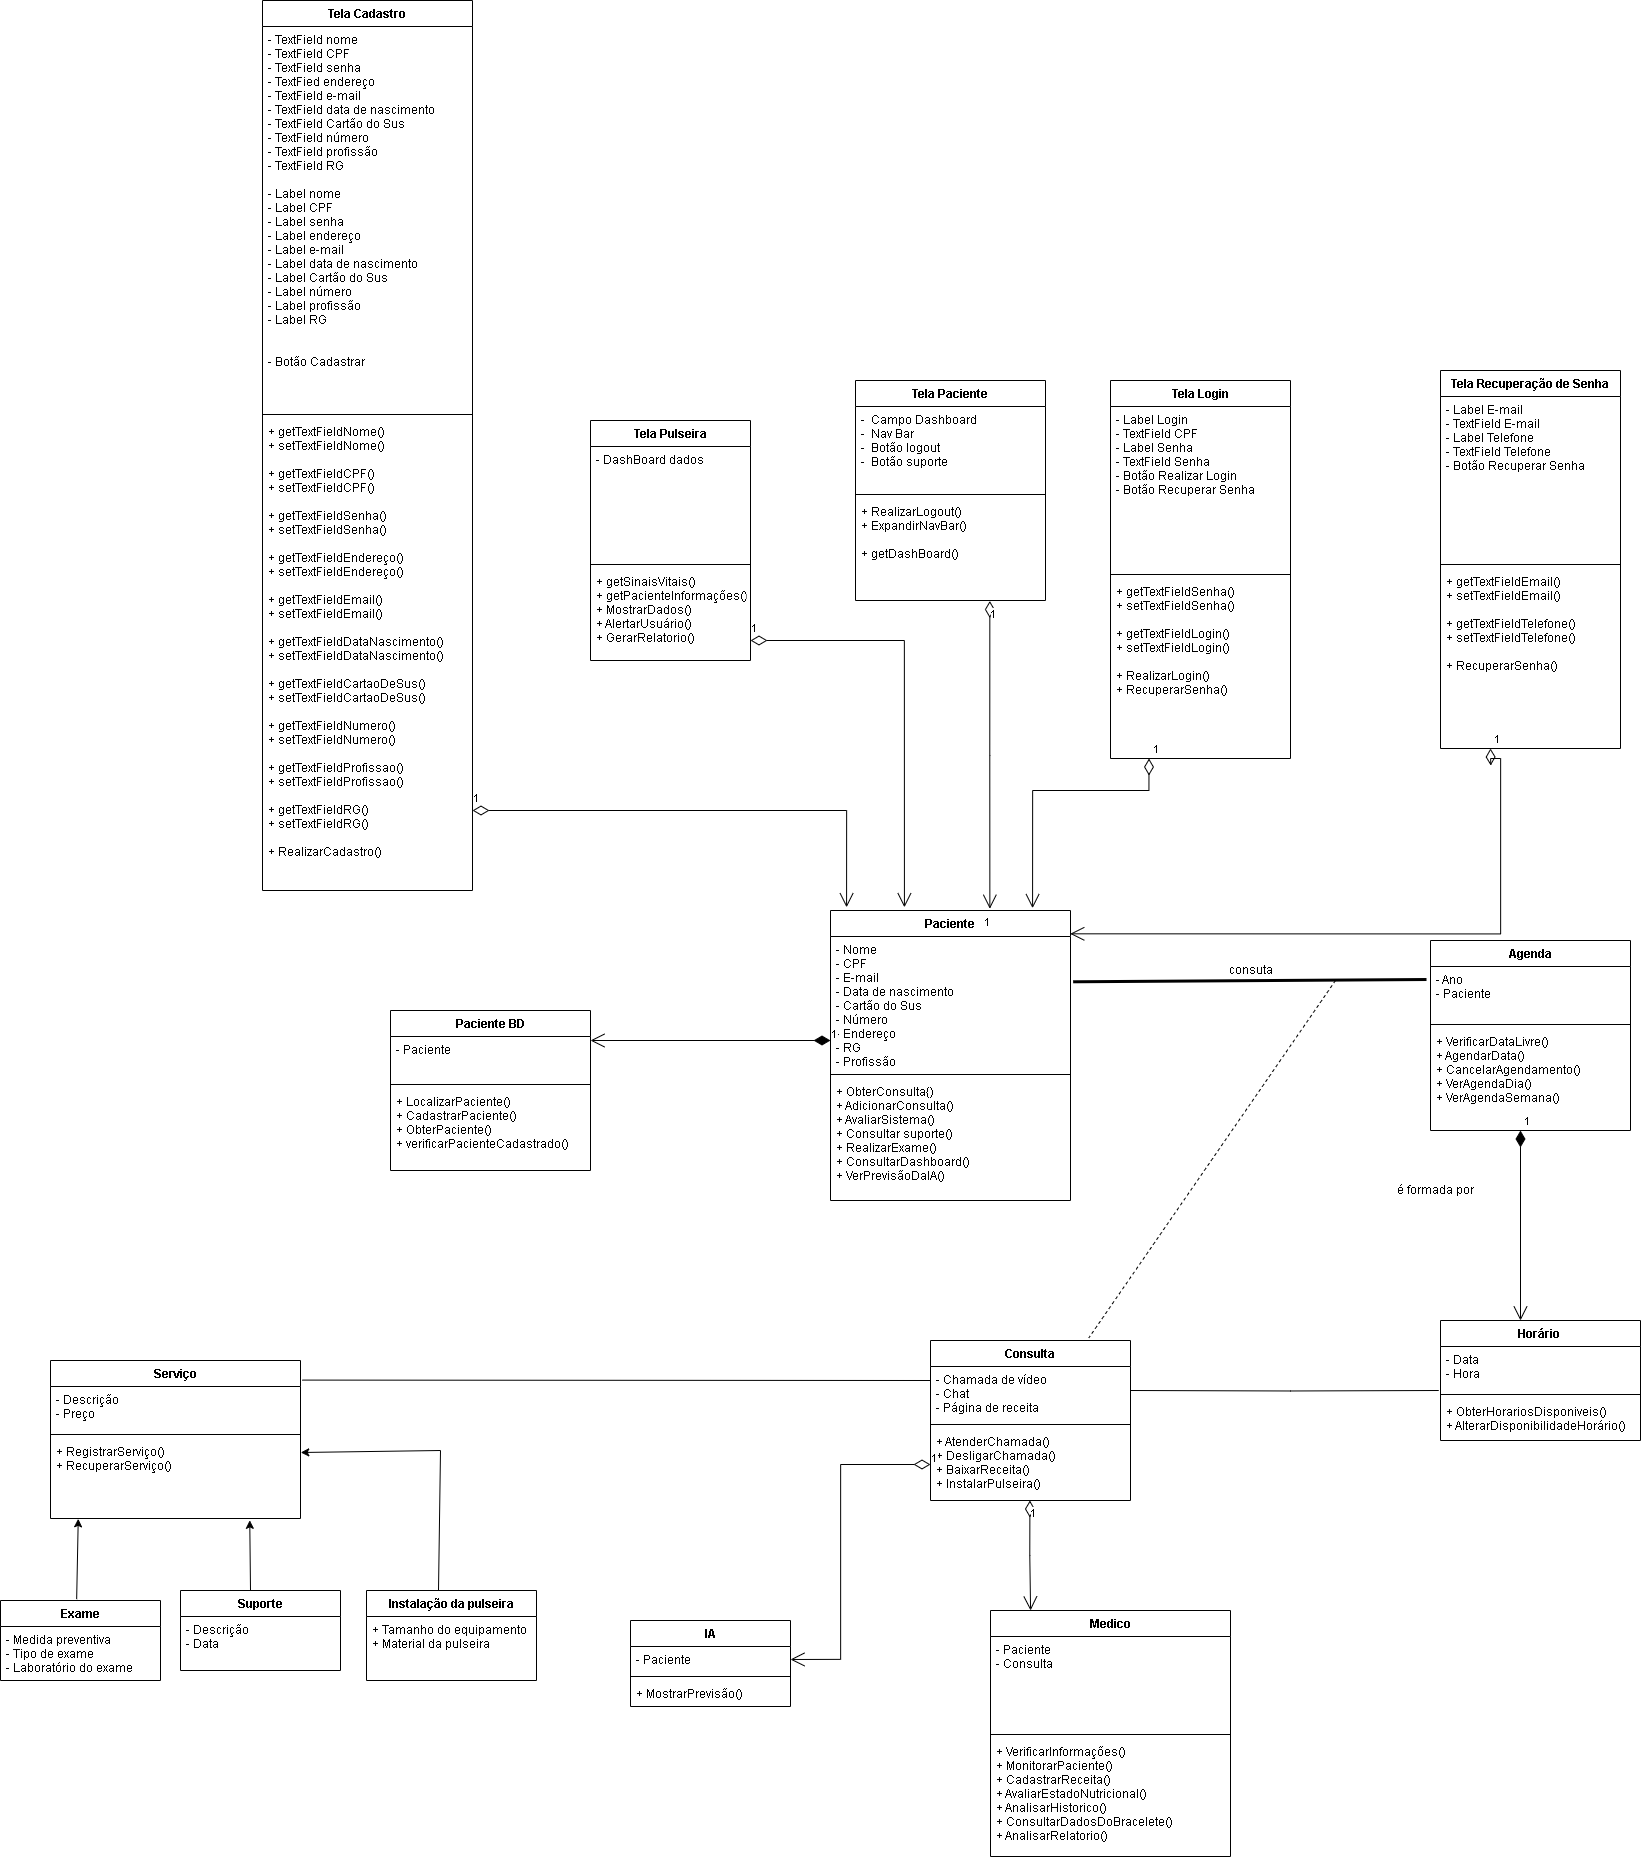 Tela Cadastro
- TextField nome
- TextField CPF
- TextField senha
- TextFied endereço
- TextField e-mail
- TextField data de nascimento
- TextField Cartão do Sus
- TextField número
- TextField profissão
- TextField RG
- Label nome
- Label CPF
- Label senha
- Label endereço
- Label e-mail
- Label data de nascimento
- Label Cartão do Sus
- Label número
- Label profissão
- Label RG
- Botão Cadastrar
+ getTextFieldNome()
+ setTextFieldNome()
+ getTextFieldCPF()
+ setTextFieldCPF()
+ getTextFieldSenha()
+ setTextFieldSenha()
+ getTextFieldEndereço()
+ setTextFieldEndereço()
+ getTextFieldEmail()
+ setTextFieldEmail()
+ getTextFieldDataNascimento()
+ setTextFieldDataNascimento()
+ getTextFieldCartaoDeSus()
+ setTextFieldCartaoDeSus()
+ getTextFieldNumero()
+ setTextFieldNumero()
+ getTextFieldProfissao()
+ setTextFieldProfissao()
+ getTextFieldRG()
+ setTextFieldRG()
+ RealizarCadastro()
1
Tela Pulseira
- DashBoard dados
+ getSinaisVitais()
+ getPacienteInformações()
+ MostrarDados()
+ AlertarUsuário()
+ GerarRelatorio()
1
Tela Paciente
- Campo Dashboard
- Nav Bar
- Botão logout
- Botão suporte
+ RealizarLogout()
+ ExpandirNavBar()
+ getDashBoard()
1
Tela Login
- Label Login
- TextField CPF
- Label Senha
- TextField Senha
- Botão Realizar Login
- Botão Recuperar Senha
+ getTextFieldSenha()
+ setTextFieldSenha()
+ getTextFieldLogin()
+ setTextFieldLogin()
+ RealizarLogin()
+ RecuperarSenha()
1
Tela Recuperação de Senha
- Label E-mail
- TextField E-mail
- Label Telefone
- TextField Telefone
- Botão Recuperar Senha
+ getTextFieldEmail()
+ setTextFieldEmail()
+ getTextFieldTelefone()
+ setTextFieldTelefone()
+ RecuperarSenha()
1
Paciente
1
- Nome
- CPF
- E-mail
- Data de nascimento
- Cartão do Sus
- Número
1- Endereço
- RG
- Profissão
+ ObterConsulta()
+ AdicionarConsulta()
+ AvaliarSistema()
+ Consultar suporte()
+ RealizarExame()
+ ConsultarDashboard()
+ VerPrevisãoDaIA()
consuta
Agenda
- Ano
- Paciente
+ VerificarDataLivre()
+ AgendarData()
+ CancelarAgendamento()
+ VerAgendaDia()
+ VerAgendaSemana()
1
é formada por
Paciente BD
- Paciente
+ LocalizarPaciente()
+ CadastrarPaciente()
+ ObterPaciente()
+ verificarPacienteCadastrado()
Horário
- Data
- Hora
+ ObterHorariosDisponiveis()
+ AlterarDisponibilidadeHorário()
Consulta
- Chamada de vídeo
- Chat
- Página de receita
+ AtenderChamada()
+ DesligarChamada()
+ BaixarReceita()
+ InstalarPulseira()
1
1
Serviço
- Descrição
- Preço
+ RegistrarServiço()
+ RecuperarServiço()
Exame
- Medida preventiva
- Tipo de exame
- Laboratório do exame
Suporte
- Descrição
- Data
Instalação da pulseira
+ Tamanho do equipamento
+ Material da pulseira
IA
- Paciente
+ MostrarPrevisão()
Medico
- Paciente
- Consulta
+ VerificarInformações()
+ MonitorarPaciente()
+ CadastrarReceita()
+ AvaliarEstadoNutricional()
+ AnalisarHistorico()
+ ConsultarDadosDoBracelete()
+ AnalisarRelatorio()